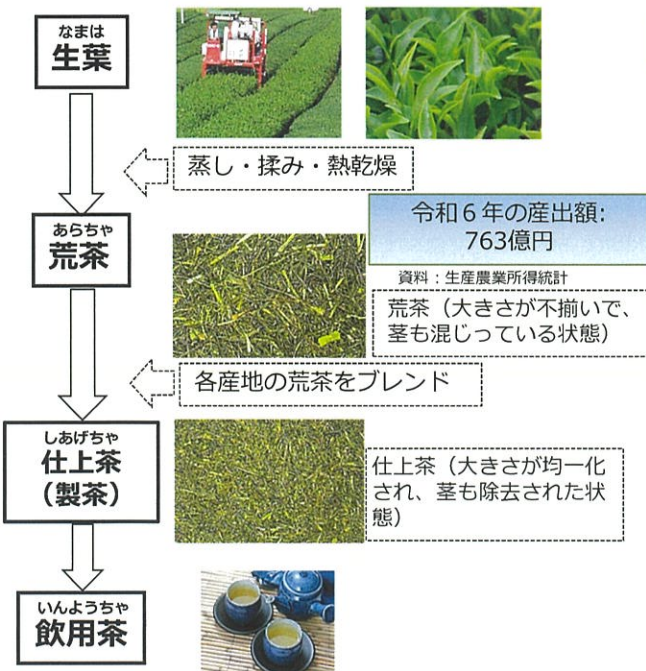 なまは
生葉
蒸し・揉み・熱乾燥
あらちゃ
荒茶
令和６年の産出額:
763億円
資料：生産農業所得統計
荒茶（大きさが不揃いで、
茎も混じっている状態）
各産地の荒茶をブレンド
しあげちゃ
仕上茶
（製茶）
仕上茶（大きさが均一化
され、茎も除去された状
態）
いんようちゃ
飲用茶